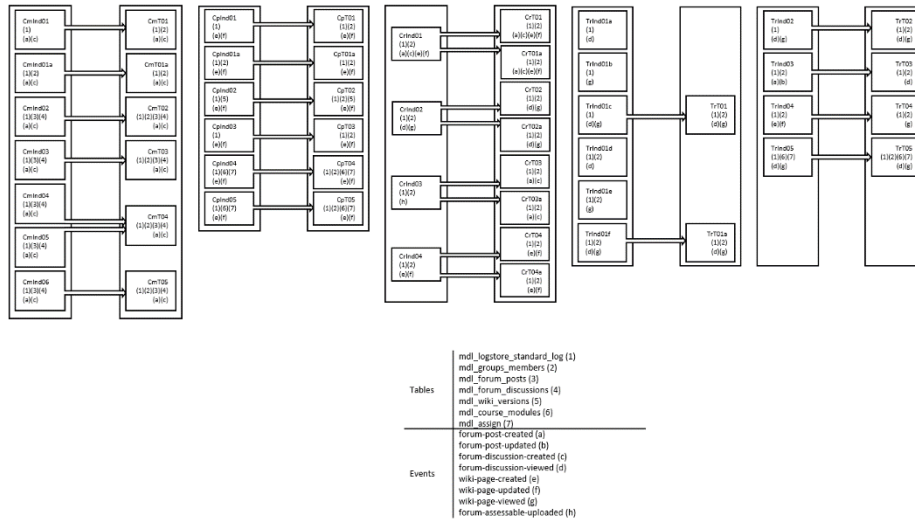 CmInd01
(1)
(a)(c)
CmInd01a
(1)(2)
(a)(c)
CmInd02
(1)(3)(4)
(a)(c)
CmInd03
(1)(3)(4)
(a)(c)
CmInd04
(1)(3)(4)
(a)(c)
CmInd05
(1)(3)(4)
(a)(c)
CmInd06
(1)(3)(4)
(a)(c)
CmT01
(1)(2)
(a)(c)
CmT01a
(1)(2)
(a)(c)
CmT02
(1)(2)(3)(4)
(a)(c)
CmT03
(1)(2)(3)(4)
(a)(c)
CmT04
(1)(2)(3)(4)
(a)(c)
CmT05
(1)(2)(3)(4)
(a)(c)
CpInd01
(1)
(e)(f)
CpInd01a
(1)(2)
(e)(f)
CpInd02
(1)(5)
(e)(f)
CpInd03
(1)
(e)(f)
CpInd04
(1)(6)(7)
(e)(f)
CpInd05
(1)(6)(7)
(e)(f)
CpT01
(1)(2)
(e)(f)
CpT01a
(1)(2)
(e)(f)
CpT02
(1)(2)(5)
(e)(f)
CpT03
(1)(2)
(e)(f)
CpT04
(1)(2)(6)(7)
(e)(f)
CpT05
(1)(2)(6)(7)
(e)(f)
CrInd01
(1)(2)
(a)(c)(e)(f)
CrInd02
(1)(2)
(d)(g)
CrInd03
(1)(2)
(h)
CrInd04
(1)(2)
(e)(f)
CrT01
(1)(2)
(a)(c)(e)(f)
CrT01a
(1)(2)
(a)(c)(e)(f)
CrT02
(1)(2)
(d)(g)
CrT02a
(1)(2)
(d)(g)
CrT03
(1)(2)
(a)(c)
CrT03a
(1)(2)
(a)(c)
CrT04
(1)(2)
(e)(f)
CrT04a
(1)(2)
(e)(f)
TrInd01a
(1)
(d)
TrInd01b
(1)
(g)
TrInd01c
(1)
(d)(g)
TrInd01d
(1)(2)
(d)
TrInd01e
(1)(2)
(g)
TrInd01f
(1)(2)
(d)(g)
TrT01
(1)(2)
(d)(g)
TrT01a
(1)(2)
(d)(g)
TrInd02
(1)
(d)(g)
TrInd03
(1)(2)
(a)(b)
TrInd04
(1)(2)
(e)(f)
TrInd05
(1)(6)(7)
(d)(g)
TrT02
(1)(2)
(d)(g)
TrT03
(1)(2)
(d)
TrT04
(1)(2)
(g)
TrT05
(1)(2)(6)(7)
(d)(g)
Tables
mdl_logstore_standard_log (1)
mdl_groups_members (2)
mdl_forum_posts (3)
mdl_forum_discussions (4)
mdl_wiki_versions (5)
mdl_course_modules (6)
mdl_assign (7)
Events
forum-post-created (a)
forum-post-updated (b)
forum-discussion-created (c)
forum-discussion-viewed (d)
wiki-page-created (e)
wiki-page-updated (f)
wiki-page-viewed (g)
forum-assessable-uploaded (h)